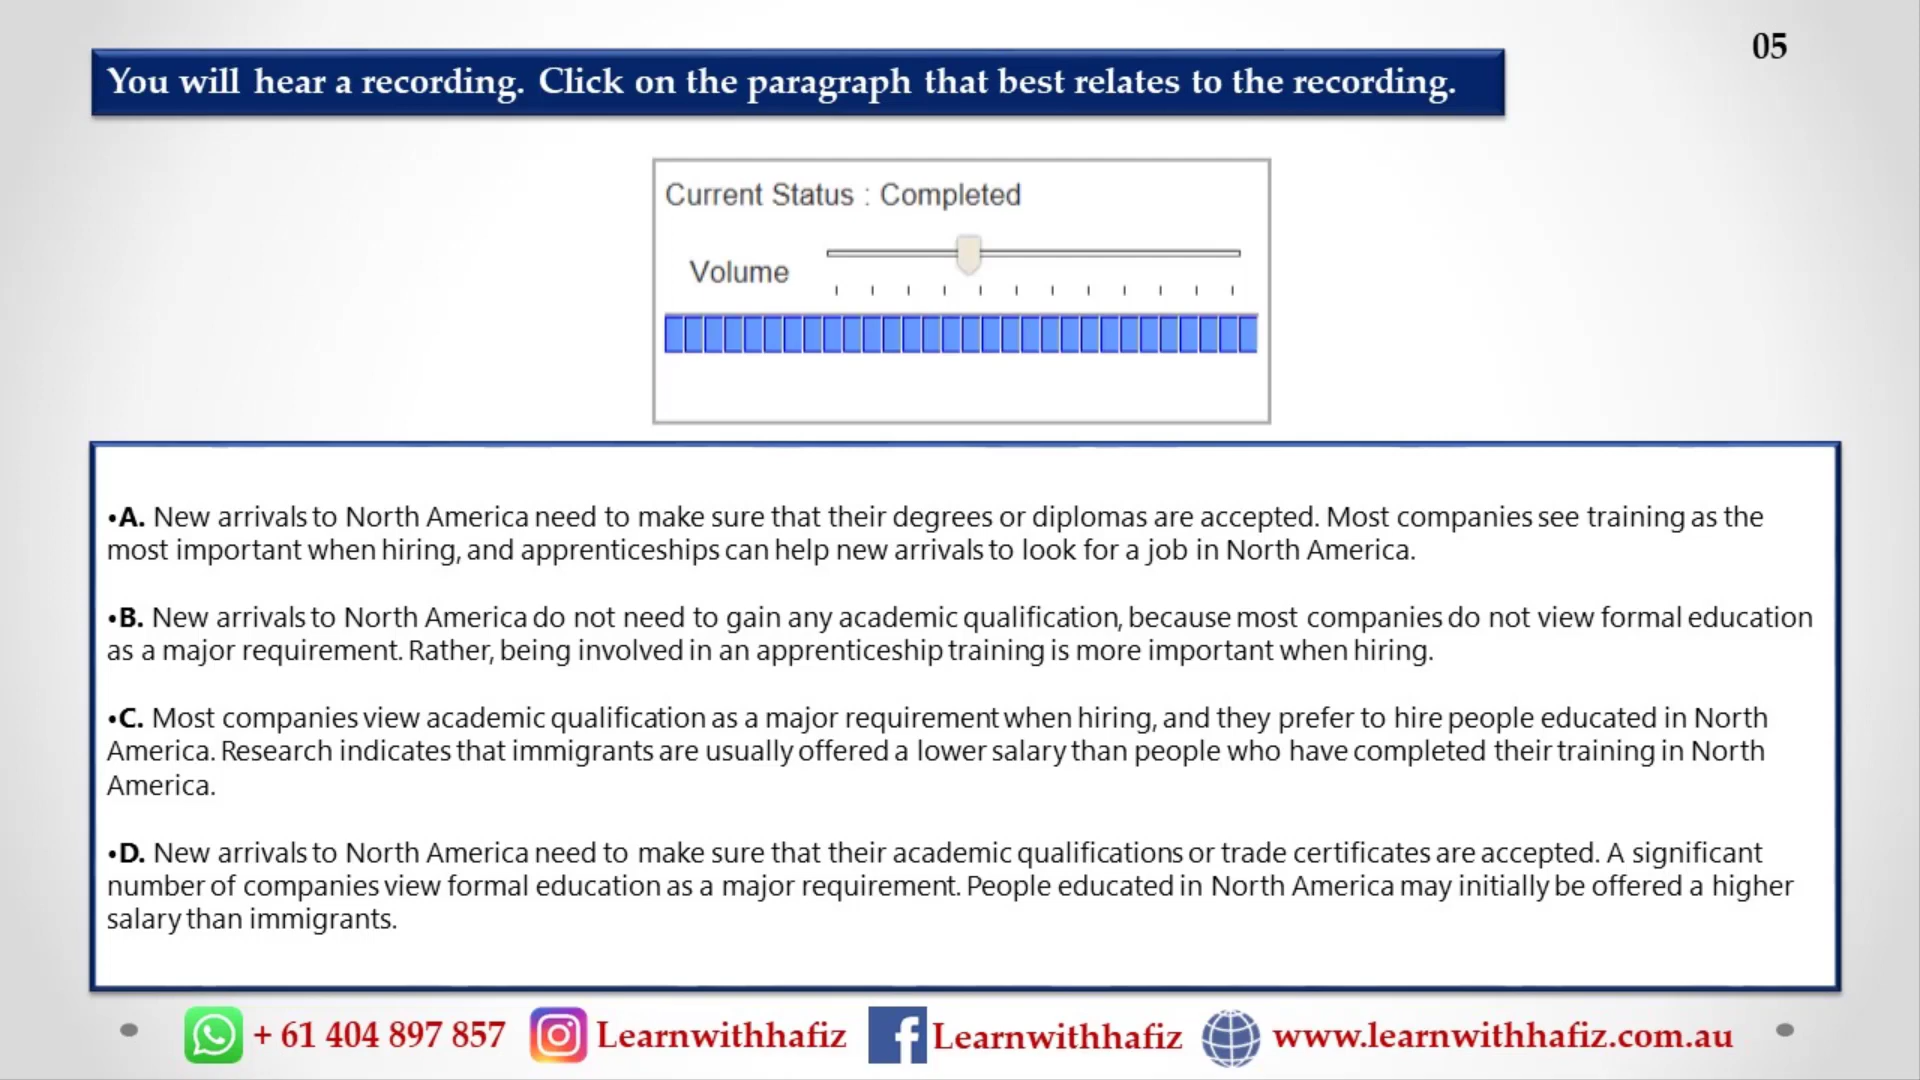 05
You will hear a recording. Click on the paragraph that best relates to the recording.
Current Status : Completed
Volume
•A. New arrivals to North America need to make sure that their degrees or diplomas are accepted. Most companies see training as the
most important when hiring, and apprenticeships can help new arrivals to look for a job in North America.
•B. New arrivals to North America do not need to gain any academic qualification, because most companies do not view formal education
as a major requirement. Rather, being involved in an apprenticeship training is more important when hiring.
•C. Most companies view academic qualification as a major requirement when hiring, and they prefer to hire people educated in North
America. Research indicates that immigrants are usually offered a lower salary than people who have completed their training in North
America.
•D. New arrivals to North America need to make sure that their academic qualifications or trade certificates are accepted. A significant
number of companies view formal education as a major requirement. People educated in North America may initially be offered a higher
salary than immigrants.
+ 61 404 897 857 Learnwithhafiz Learnwithhafiz www.learnwithhafiz.com.au